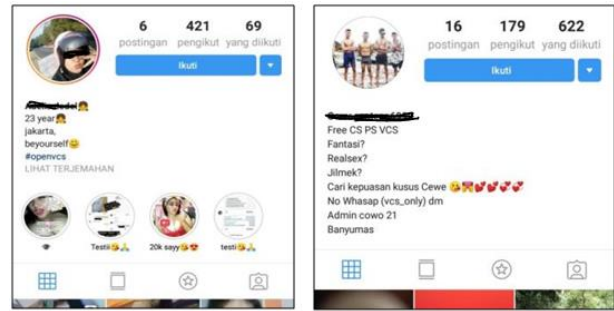 6 421 69
postingan pengikut yang diikuti
Ikuti
23 year
jakarta,
beyourself
#openvcs
LIHAT TERJEMAHAN
Testii
20k sayy
testi
16 179 622
postingan pengikut yang diikuti
Ikuti
Free CS PS VCS
Fantasi?
Realsex?
Jilmek?
Cari kepuasan kusus Cewe
No Whasap (vcs_only) dm
Admin cowo 21
Banyumas